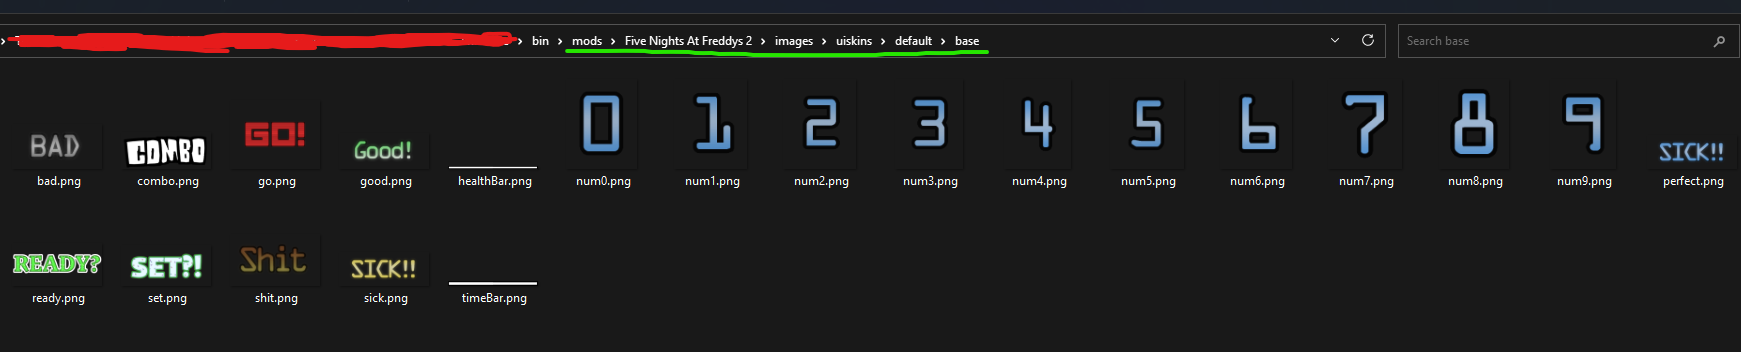 bin > mods > Five Nights At Freddys 2 > images > uiskins > default > base
Search base
BAD COMBO GO! Good! 0 1 2 3 4 5 6 7 8 9 SICK!!
bad.png combo.png go.png good.png healthBar.png num0.png num1.png num2.png num3.png num4.png num5.png num6.png num7.png num8.png num9.png perfect.png
READY? SET?! Shit SICK!!
ready.png set.png shit.png sick.png timeBar.png